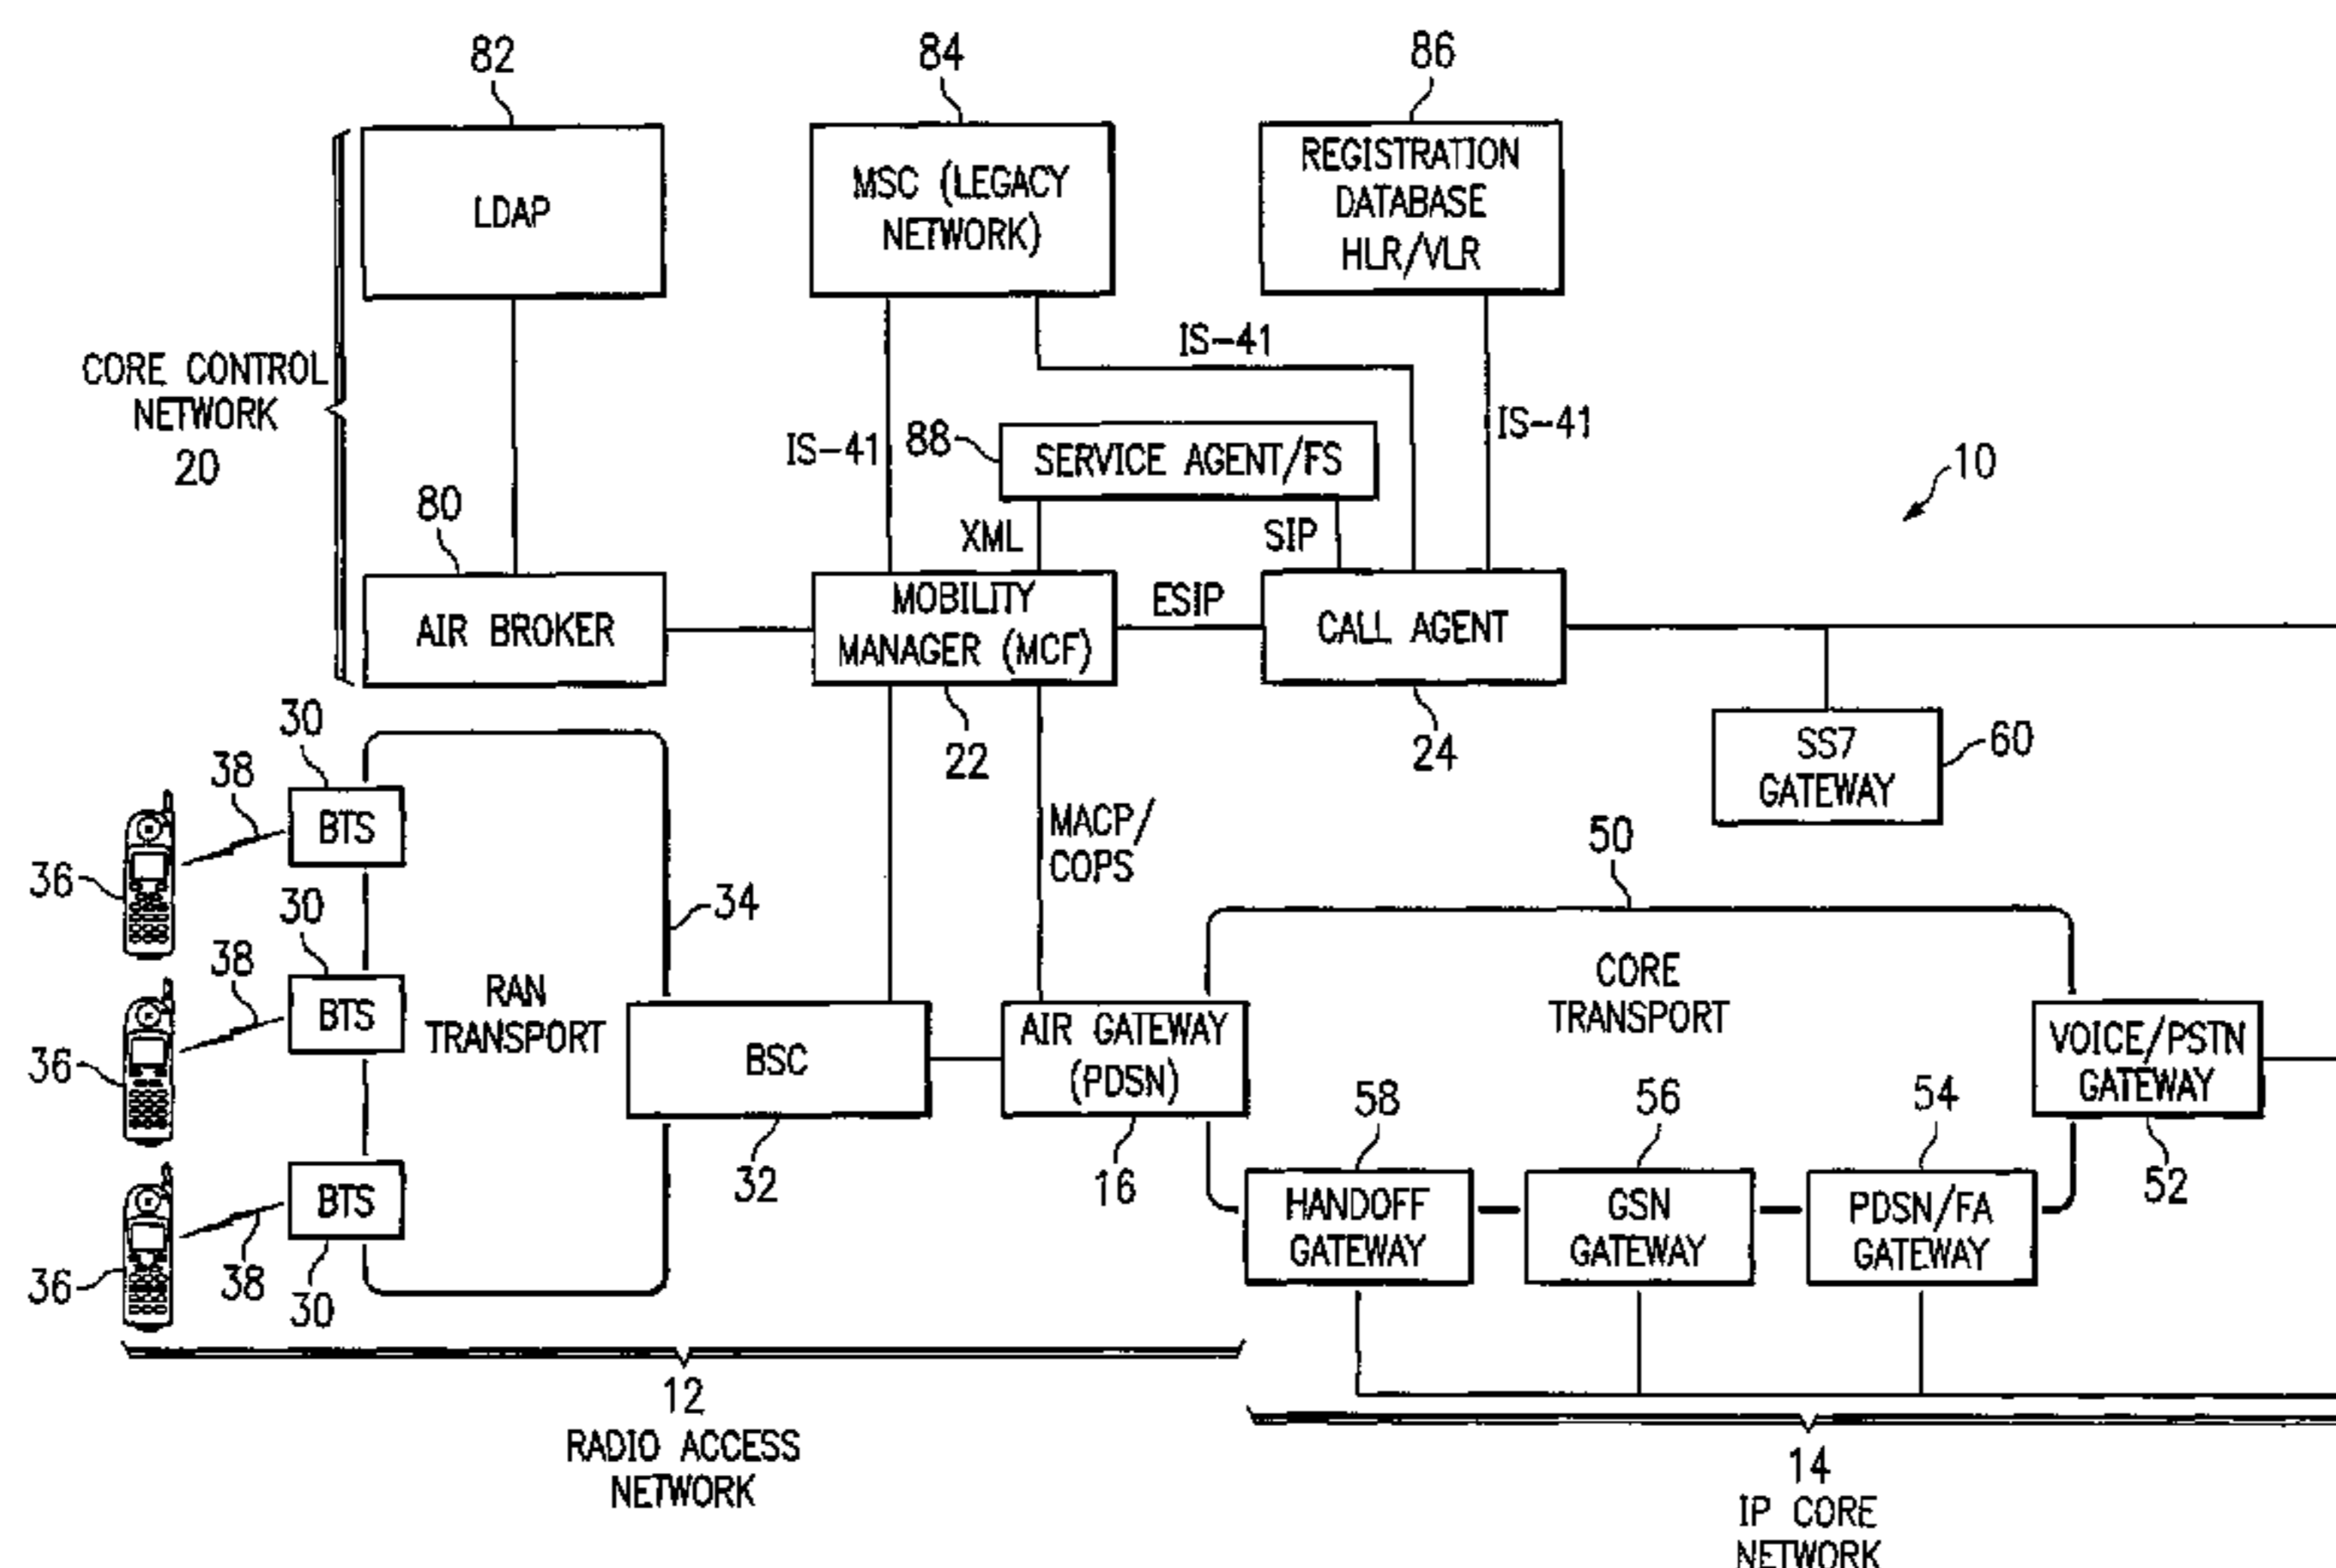 82
84
86
LDAP
MSC (LEGACY
NETWORK)
REGISTRATION
DATABASE
HLR/VLR
IS-41
CORE CONTROL
NETWORK
20
IS-41
88
SERVICE AGENT/FS
IS-41
10
80
XML
SIP
AIR BROKER
MOBILITY
MANAGER (MCF)
ESIP
CALL AGENT
22
24
SS7
GATEWAY
60
30
38
BTS
36
MACP/
COPS
50
34
30
38
BTS
36
RAN
TRANSPORT
CORE
TRANSPORT
BSC
AIR GATEWAY
(PDSN)
VOICE/PSTN
GATEWAY
32
16
58
56
54
52
BTS
38
30
36
HANDOFF
GATEWAY
GSN
GATEWAY
PDSN/FA
GATEWAY
12
RADIO ACCESS
NETWORK
14
IP CORE
NETWORK